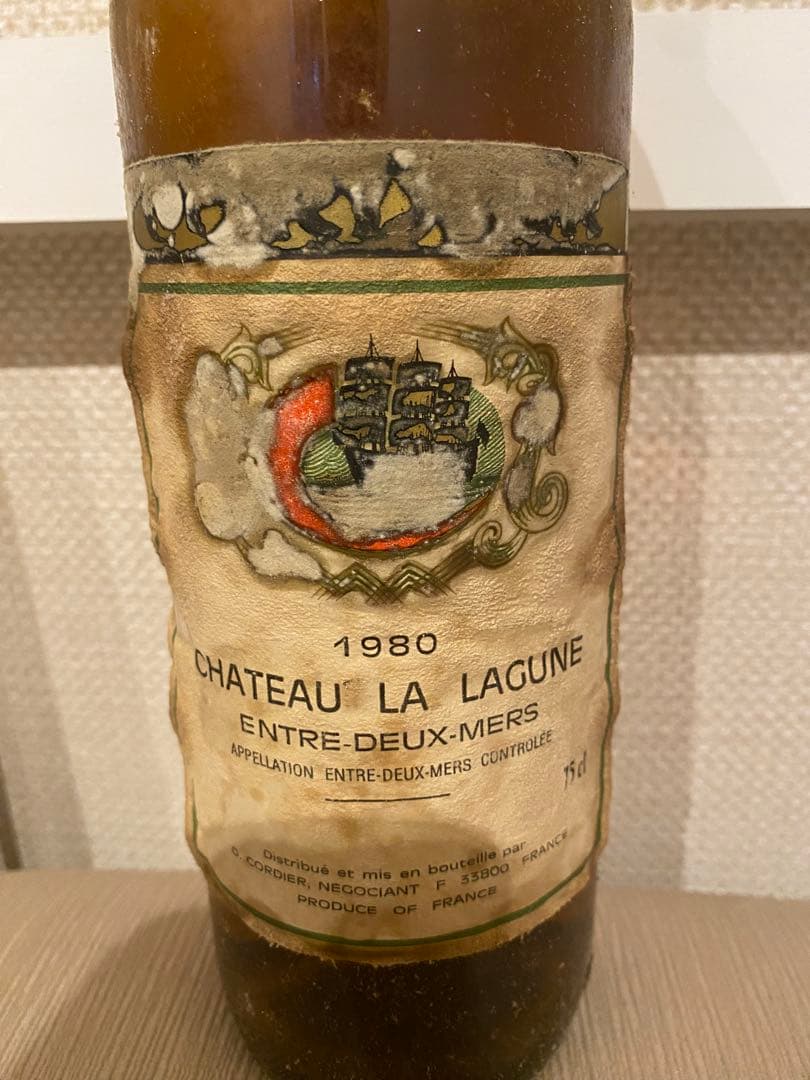 1980
CHATEAU LA LAGUNE
ENTRE-DEUX-MERS
APPELLATION ENTRE-DEUX-MERS CONTROLÉE
75 cl
Distribué et mis en bouteille par
D. CORDIER, NEGOCIANT F 33800 FRANCE
PRODUCE OF FRANCE